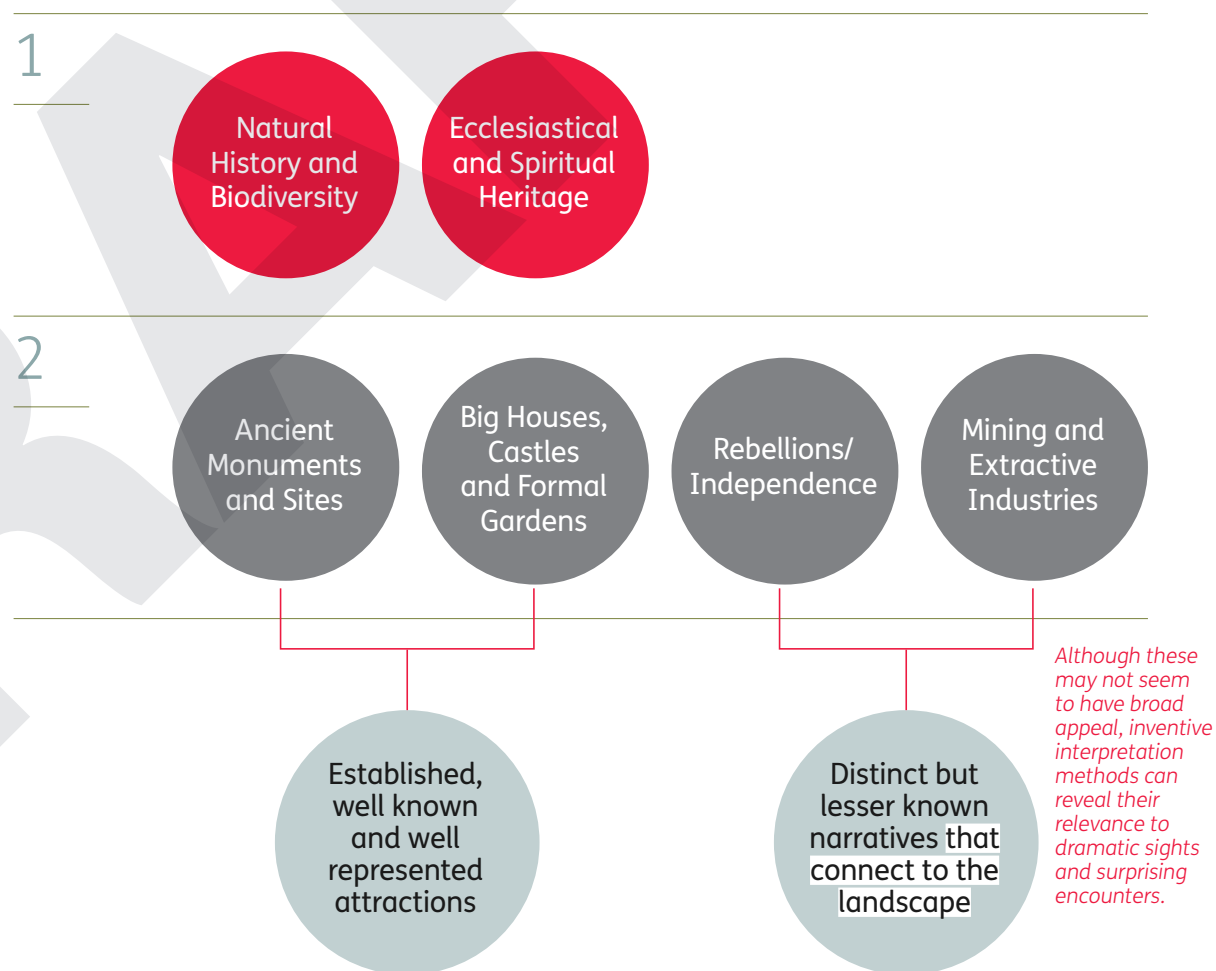 1
Natural
History and
Biodiversity
Ecclesiastical
and Spiritual
Heritage
2
Ancient
Monuments
and Sites
Big Houses,
Castles
and Formal
Gardens
Rebellions/
Independence
Mining and
Extractive
Industries
Established,
well known
and well
represented
attractions
Distinct but
lesser known
narratives that
connect to the
landscape
Although these
may not seem
to have broad
appeal, inventive
interpretation
methods can
reveal their
relevance to
dramatic sights
and surprising
encounters.